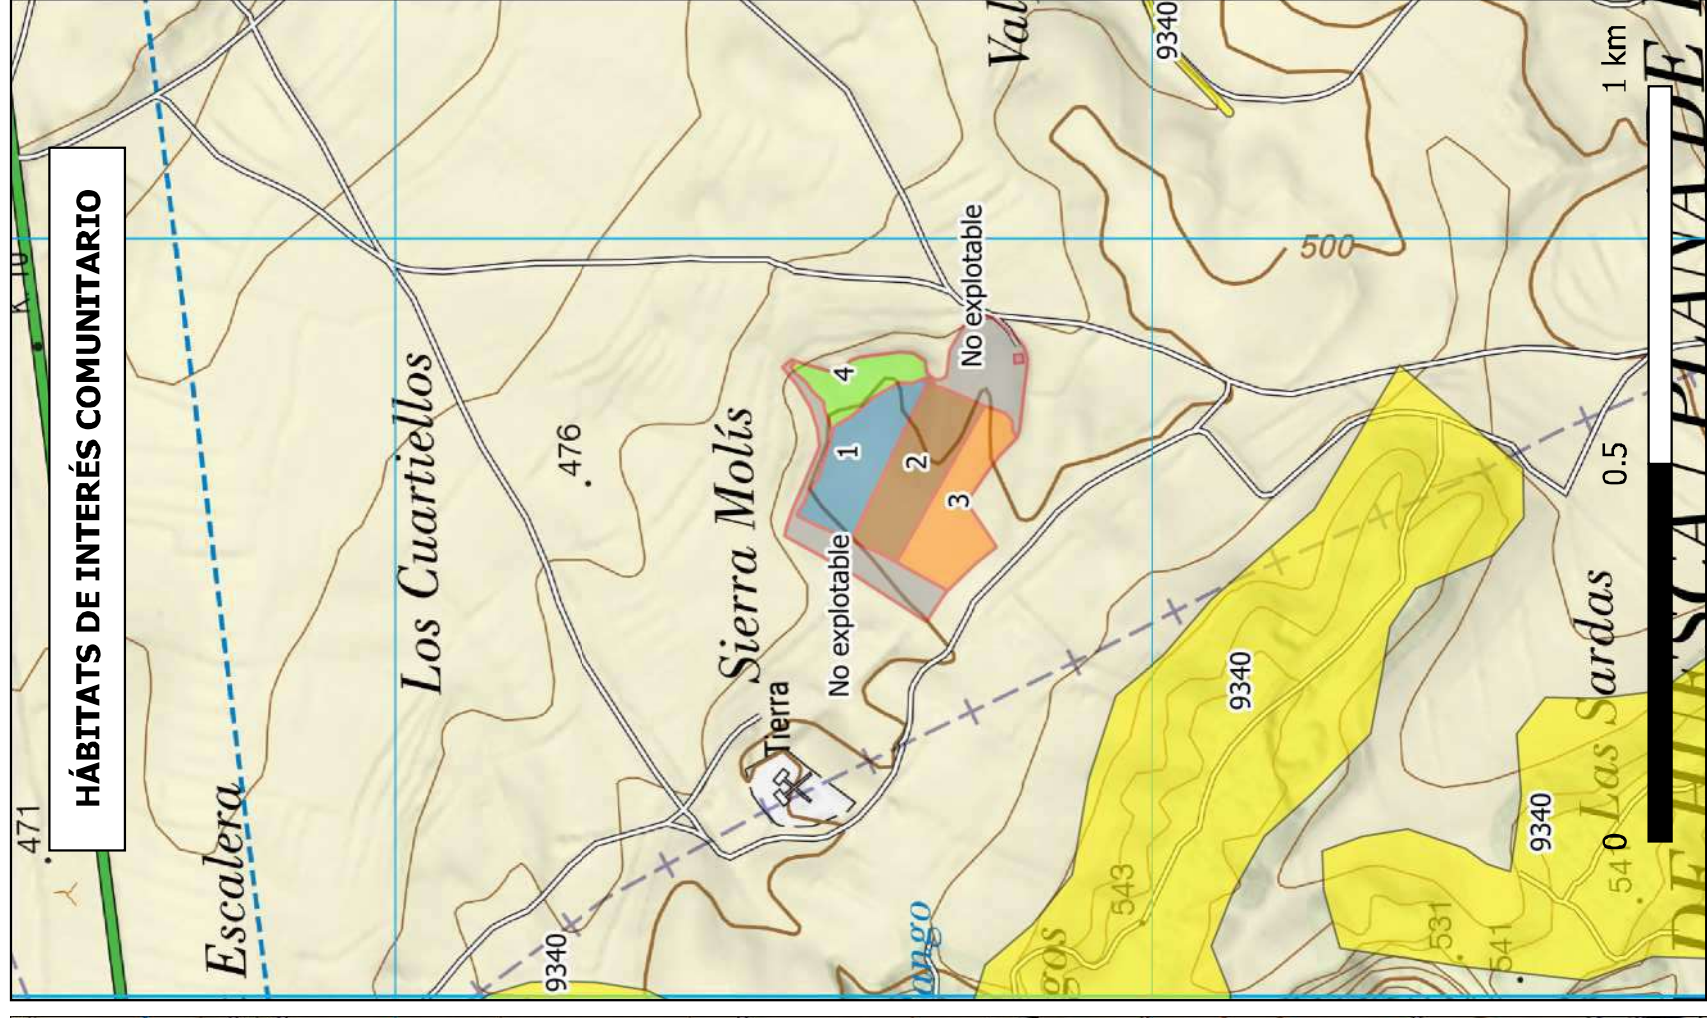 HÁBITATS DE INTERÉS COMUNITARIO
471
Escalera
Los Cuartiellos
476
Sierra Molís
Tierra
No explotable
1
2
3
4
No explotable
Val
9340
500
9340
9340
9340
543
531
541
Las Sardas
0
0.5
1 km